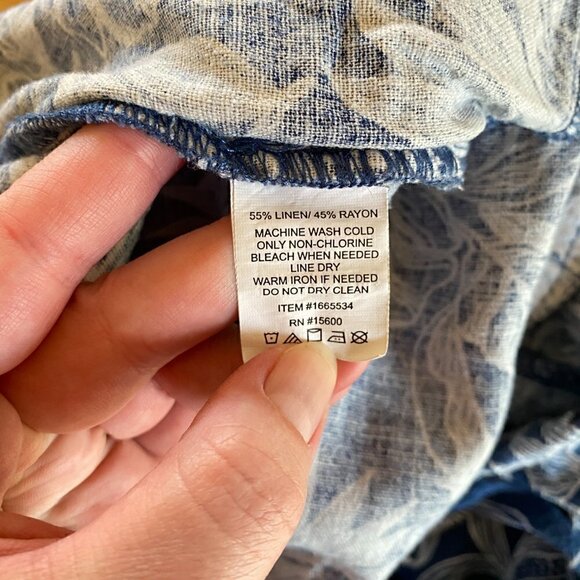 55% LINEN/ 45% RAYON
MACHINE WASH COLD
ONLY NON-CHLORINE
BLEACH WHEN NEEDED
LINE DRY
WARM IRON IF NEEDED
DO NOT DRY CLEAN
ITEM #1665534
RN #15600